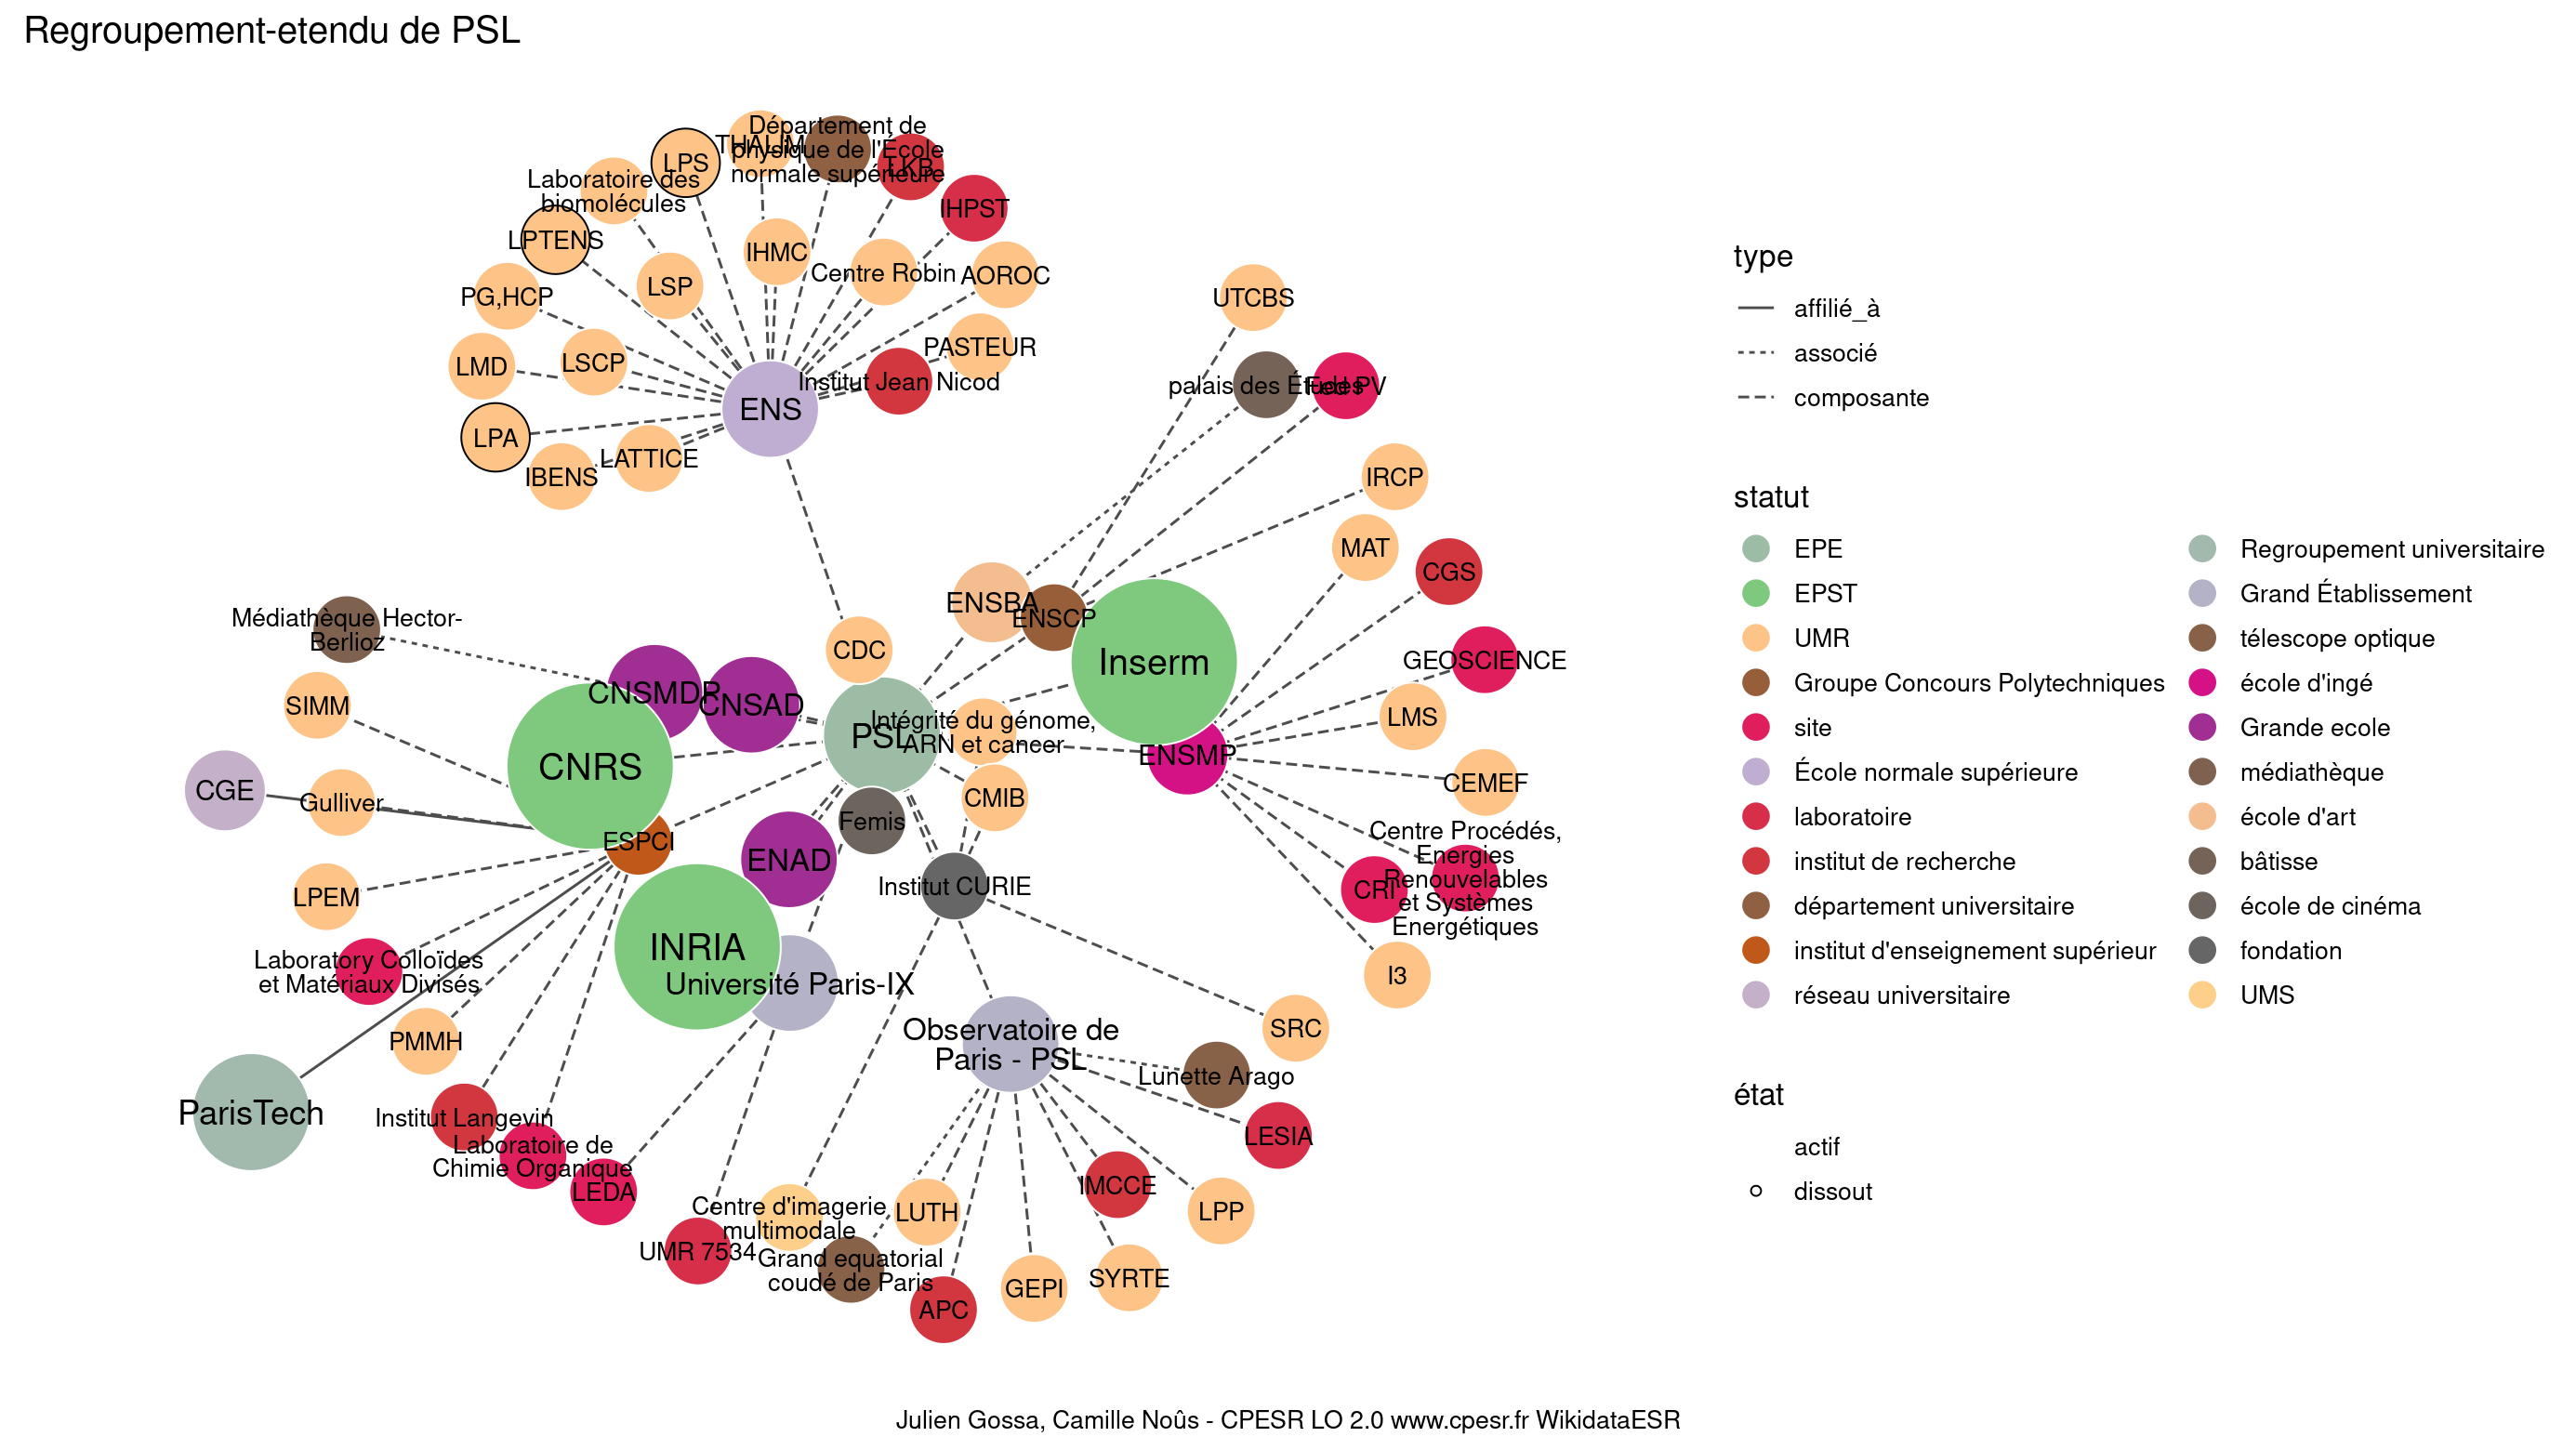 Regroupement-etendu de PSL
Département de
physique de l'École
normale supérieure
THALIM
LPS
LKB
Laboratoire des
biomolécules
IHPST
LPTENS
IHMC
Centre Robin
AOROC
LSP
PG,HCP
UTCBS
PASTEUR
LMD
LSCP
Institut Jean Nicod
palais des Études
PV
ENS
LPA
LATTICE
IBENS
IRCP
MAT
CGS
ENSBA
ENSCP
Médiathèque Hector-
Berlioz
CDC
Inserm
GEOSCIENCE
CNSMDP
CNSAD
SIMM
LMS
Intégrité du génome,
ARN et cancer
PSL
ENSMP
CNRS
CEMEF
CGE
Gulliver
CMIB
Femis
ESPCI
Centre Procédés,
Energies
Renouvelables
et Systèmes
Energétiques
CRI
ENAD
Institut CURIE
LPEM
INRIA
Laboratory Colloïdes
et Matériaux Divisés
Université Paris-IX
I3
SRC
Observatoire de
Paris - PSL
PMMH
Lunette Arago
ParisTech
Institut Langevin
LESIA
Laboratoire de
Chimie Organique
LEDA
IMCCE
Centre d'imagerie
multimodale
LUTH
LPP
UMR 7534
Grand equatorial
coudé de Paris
APC
GEPI
SYRTE
type
affilié_à
associé
composante
statut
EPE
EPST
UMR
Groupe Concours Polytechniques
site
École normale supérieure
laboratoire
institut de recherche
département universitaire
institut d'enseignement supérieur
réseau universitaire
Regroupement universitaire
Grand Établissement
télescope optique
école d'ingé
Grande ecole
médiathèque
école d'art
bâtisse
école de cinéma
fondation
UMS
état
actif
dissout
Julien Gossa, Camille Noûs - CPESR LO 2.0 www.cpesr.fr WikidataESR